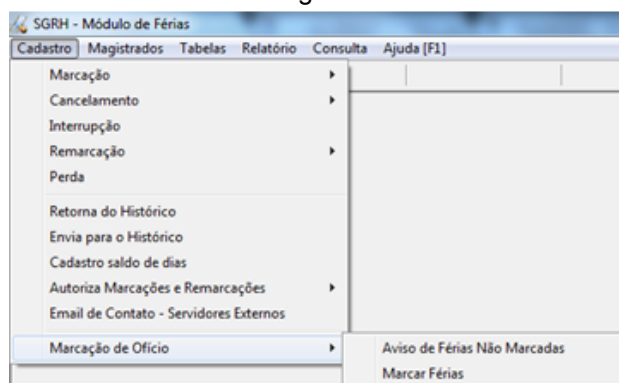 SGRH - Módulo de Férias
Cadastro Magistrados Tabelas Relatório Consulta Ajuda [F1]
Marcação
Cancelamento
Interrupção
Remarcação
Perda
Retorna do Histórico
Envia para o Histórico
Cadastro saldo de dias
Autoriza Marcações e Remarcações
Email de Contato - Servidores Externos
Marcação de Ofício
Aviso de Férias Não Marcadas
Marcar Férias